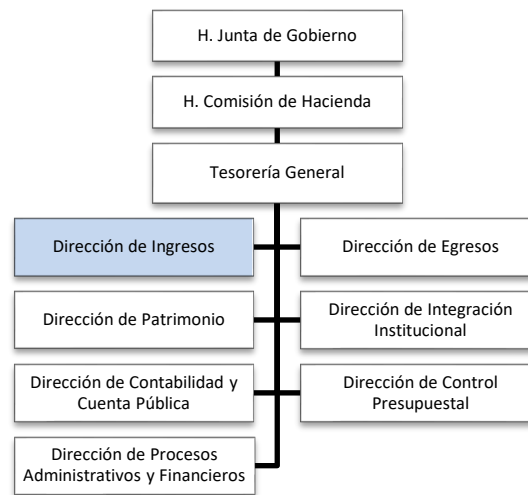 H. Junta de Gobierno
H. Comisión de Hacienda
Tesorería General
Dirección de Ingresos
Dirección de Egresos
Dirección de Patrimonio
Dirección de Integración
Institucional
Dirección de Contabilidad y
Cuenta Pública
Dirección de Control
Presupuestal
Dirección de Procesos
Administrativos y Financieros